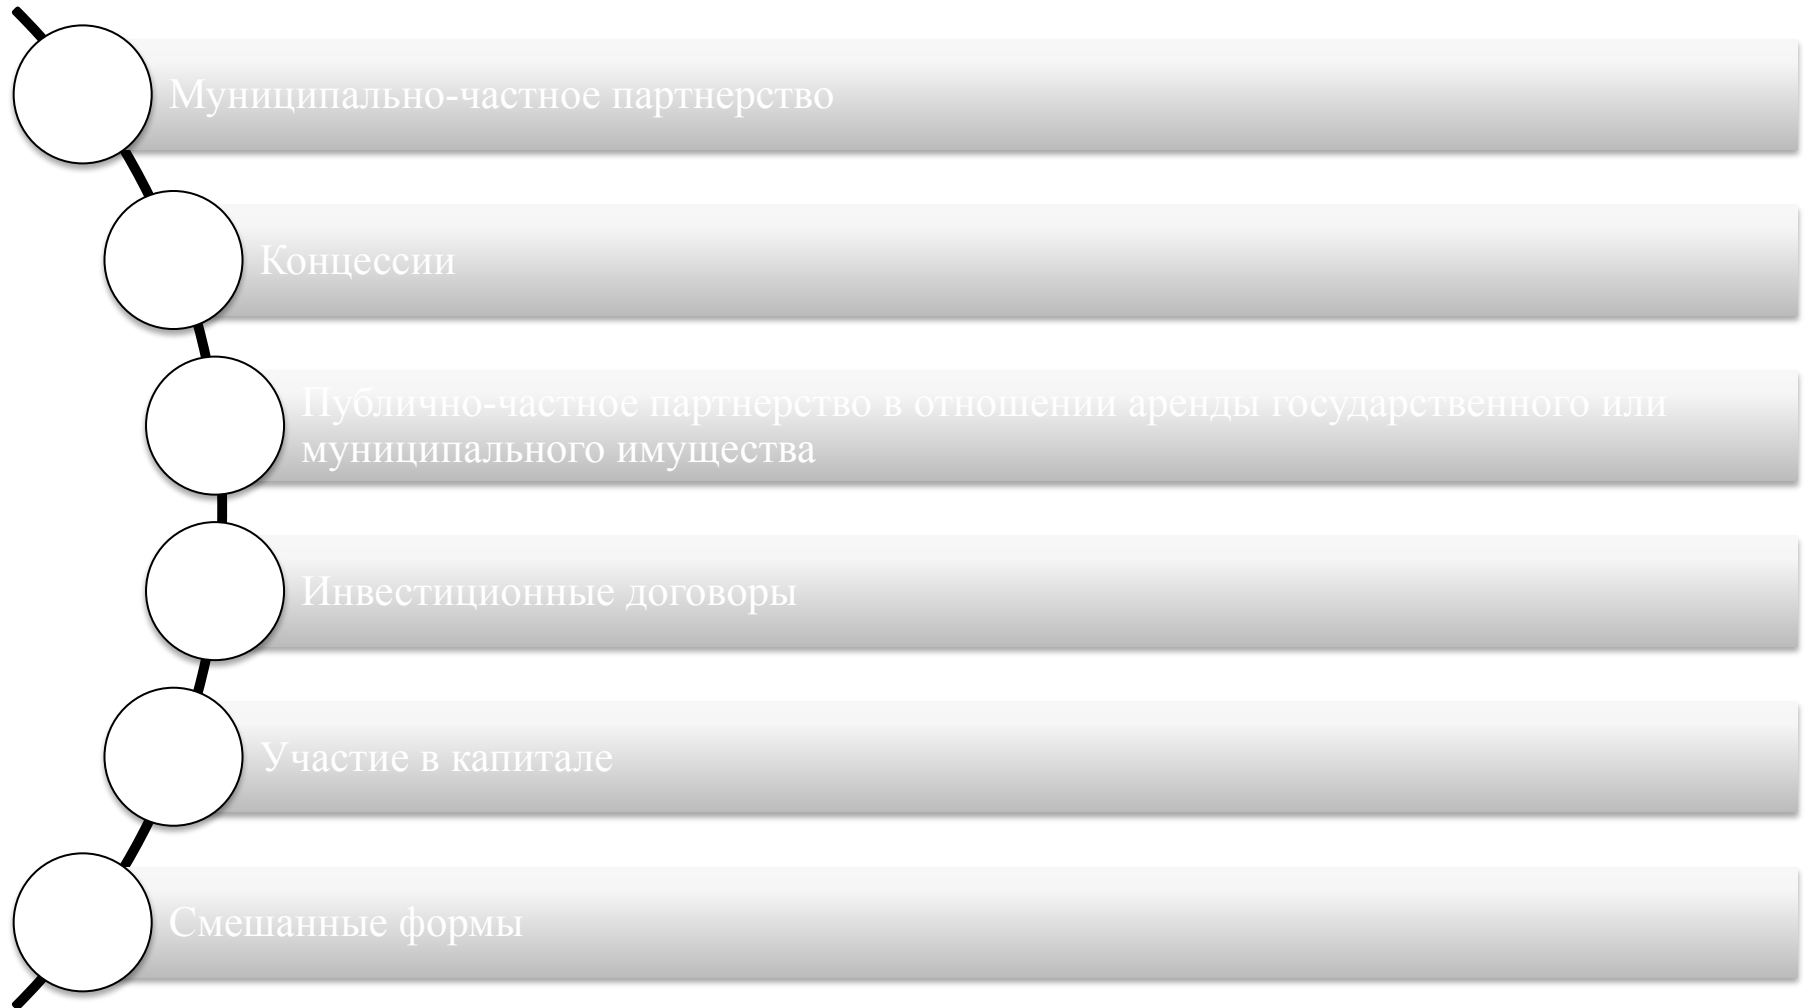 Муниципально-частное партнерство
Концессии
Публично-частное партнерство в отношении аренды государственного или
муниципального имущества
Инвестиционные договоры
Участие в капитале
Смешанные формы